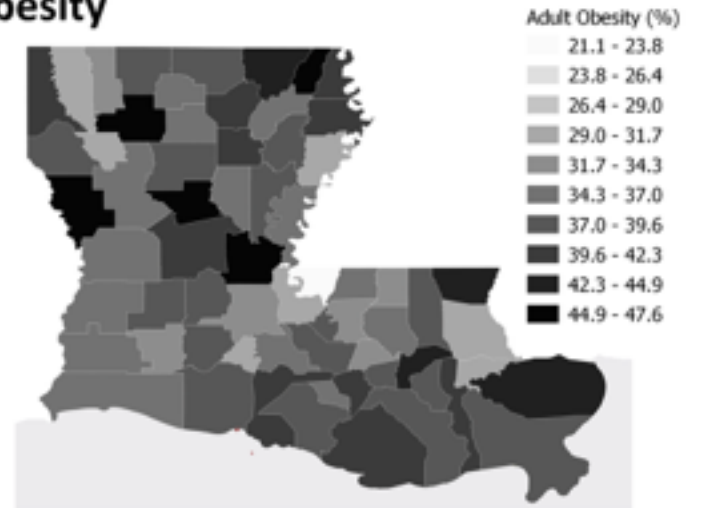 besity
Adult Obesity (%)
21.1 - 23.8
23.8 - 26.4
26.4 - 29.0
29.0 - 31.7
31.7 - 34.3
34.3 - 37.0
37.0 - 39.6
39.6 - 42.3
42.3 - 44.9
44.9 - 47.6